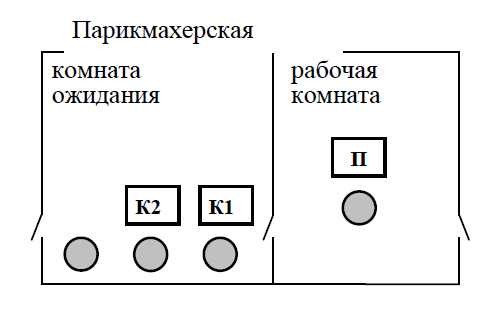 Парикмахерская
комната
ожидания
рабочая
комната
П
К2
К1